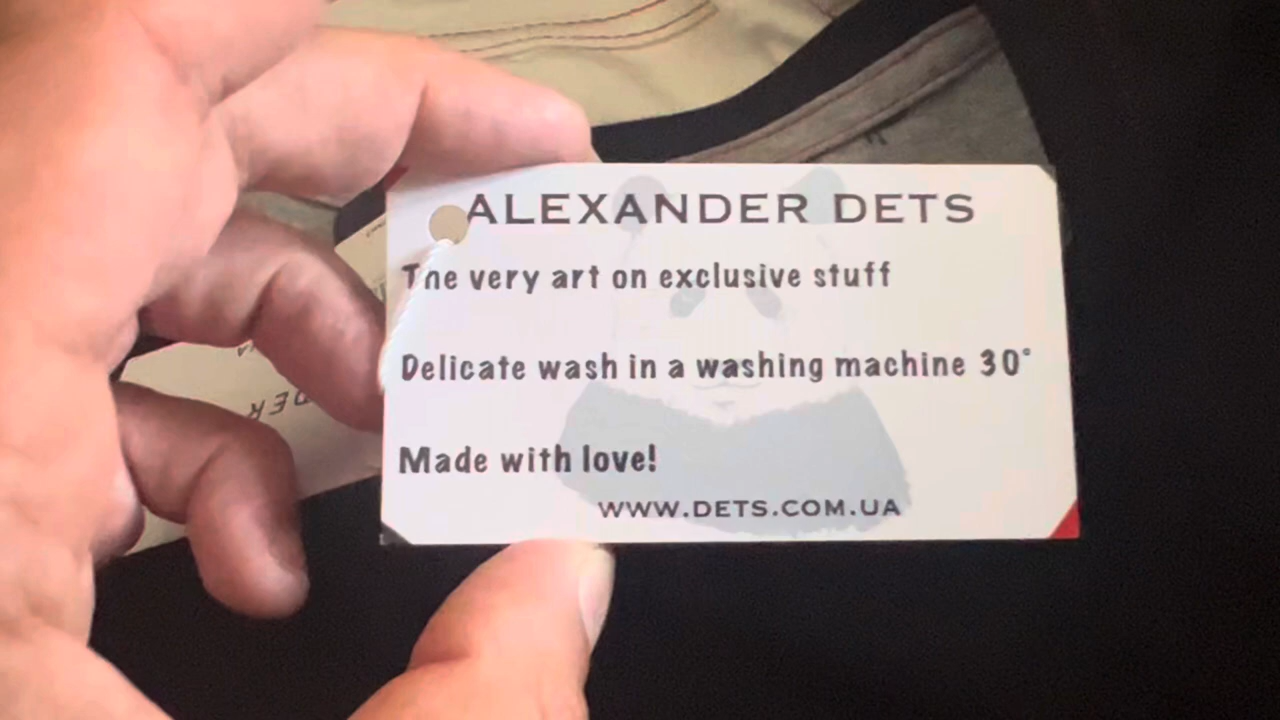 ALEXANDER DETS
The very art on exclusive stuff
Delicate wash in a washing machine 30°
Made with love!
WWW.DETS.COM.UA